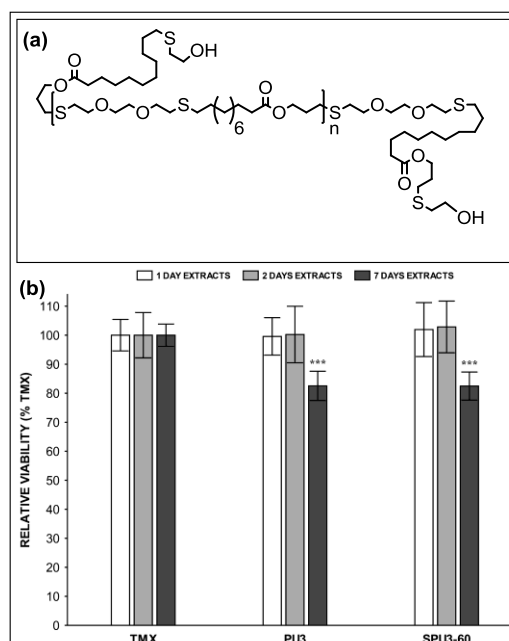 (a)
S
OH
O
O
S
O
O
S
6
O
O
n
S
O
O
S
O
O
S
OH
1 DAY EXTRACTS 2 DAYS EXTRACTS 7 DAYS EXTRACTS
(b)
RELATIVE VIABILITY (% TMX)
110
100
90
80
70
60
50
40
30
20
10
0
***
***
TMX PU3 SPU3-60